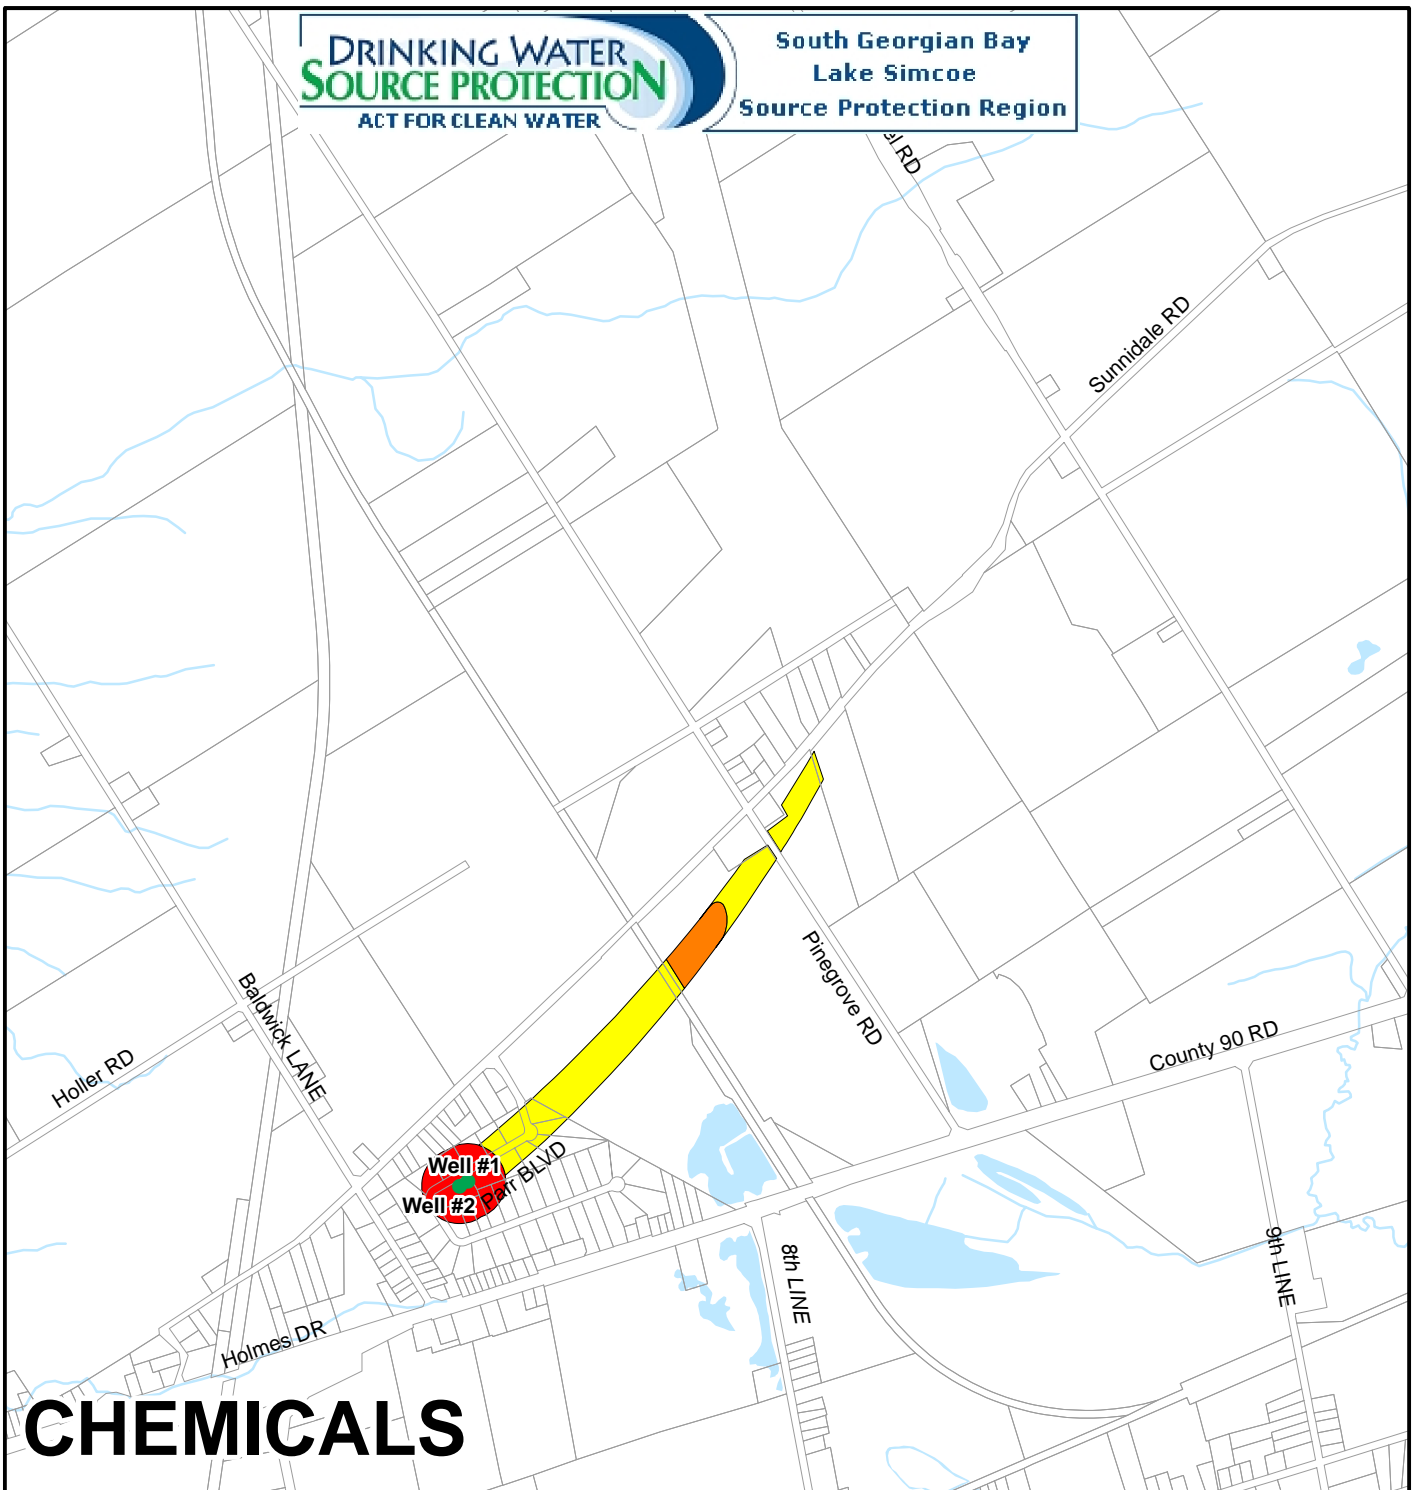 DRINKING WATER
SOURCE PROTECTION
ACT FOR CLEAN WATER
South Georgian Bay
Lake Simcoe
Source Protection Region
RD
Sunnidale RD
Pinegrove RD
County 90 RD
Baldwick LANE
Holler RD
Well #1
Well #2
Parr BLVD
8th LINE
9th LINE
Holmes DR
CHEMICALS